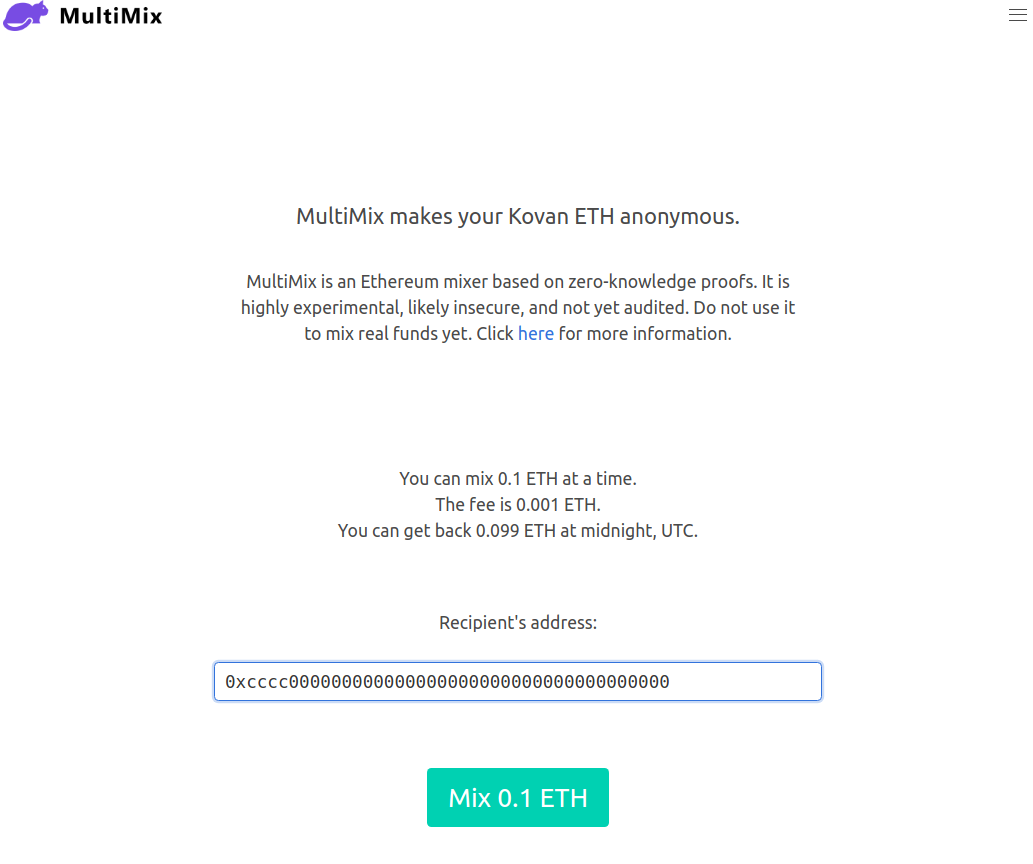 MultiMix
MultiMix makes your Kovan ETH anonymous.
MultiMix is an Ethereum mixer based on zero-knowledge proofs. It is
highly experimental, likely insecure, and not yet audited. Do not use it
to mix real funds yet. Click here for more information.
You can mix 0.1 ETH at a time.
The fee is 0.001 ETH.
You can get back 0.099 ETH at midnight, UTC.
Recipient's address:
0xcccc000000000000000000000000000000000000
Mix 0.1 ETH